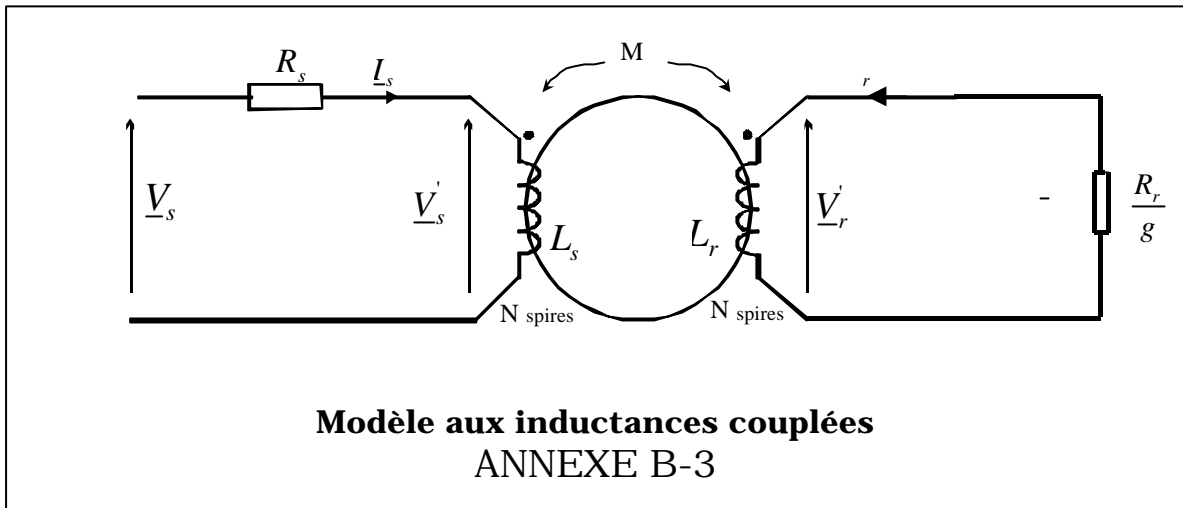 M
R_s
I_s
r
V_s
V'_s
L_s
L_r
V'_r
-
R_r
g
N spires
N spires
Modèle aux inductances couplées
ANNEXE B-3